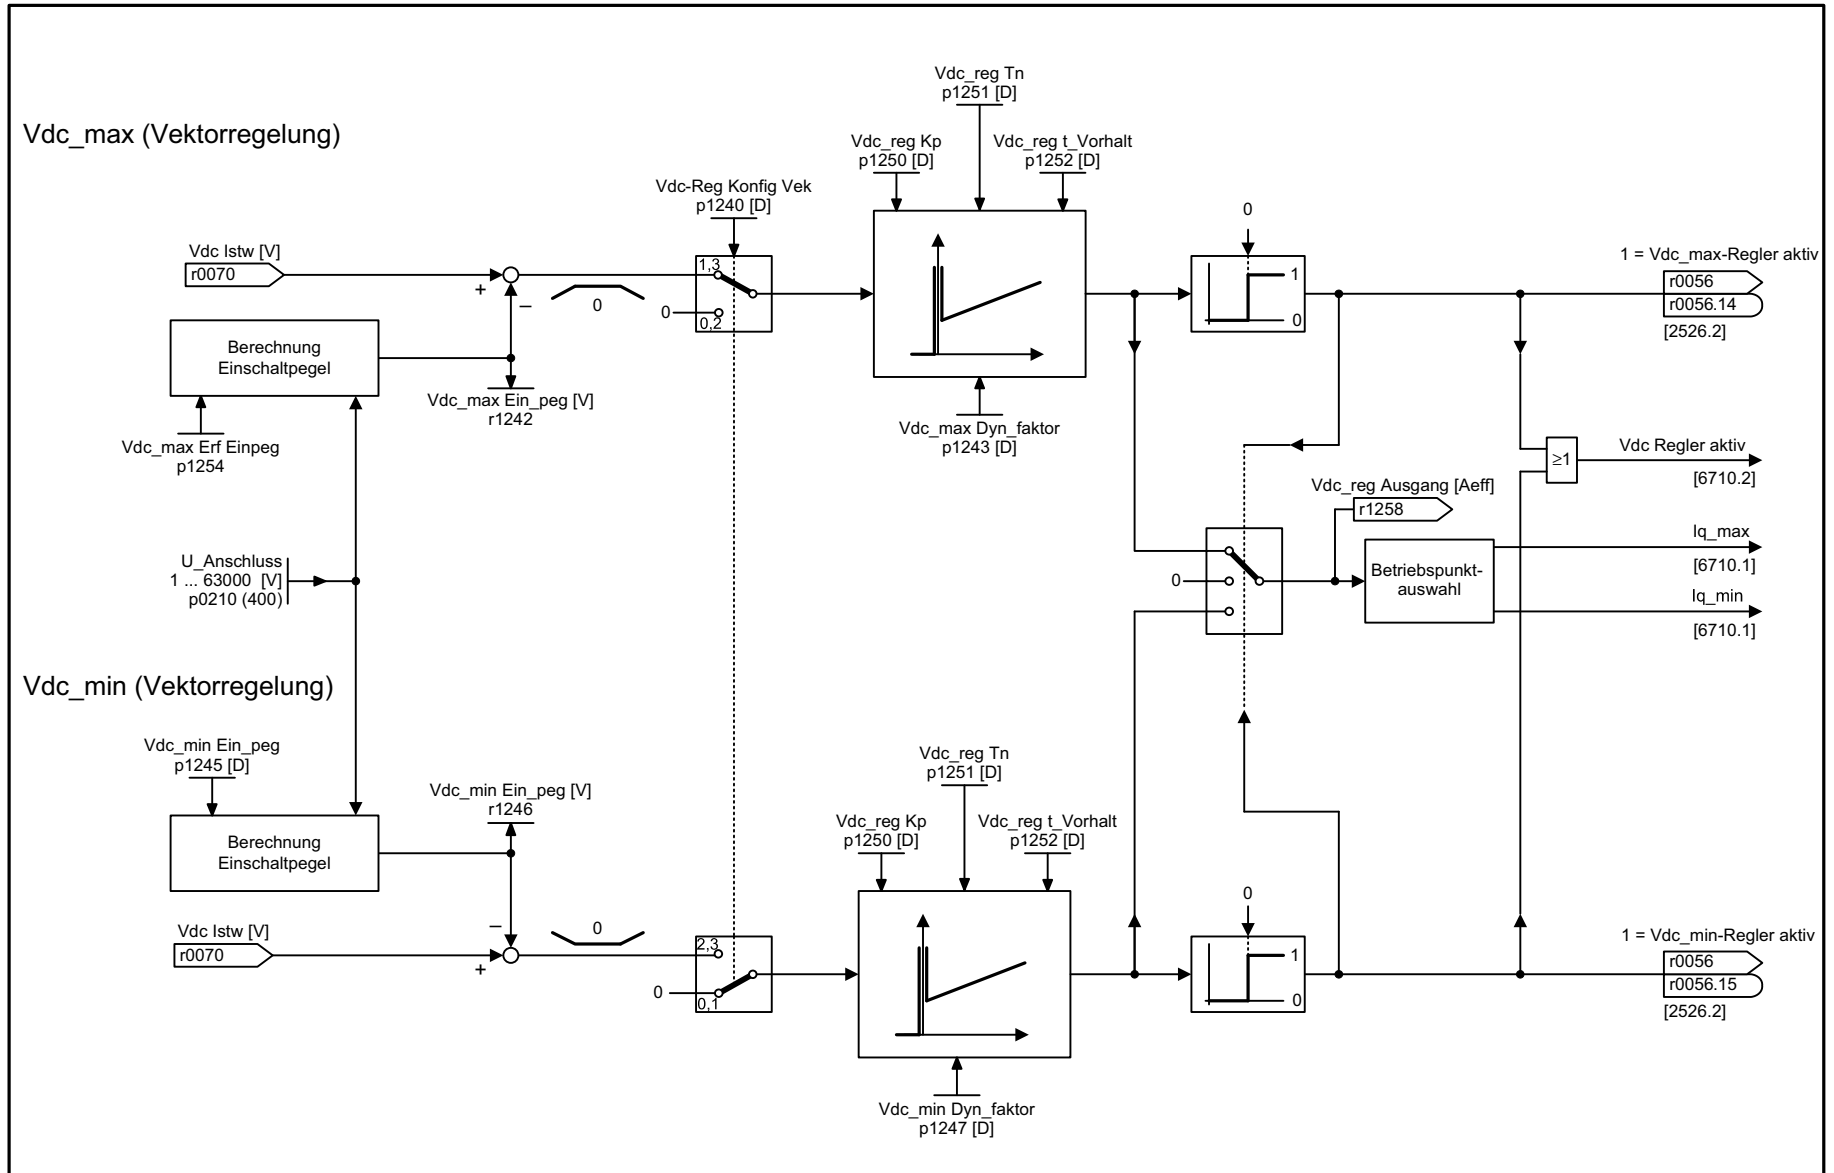 Vdc_max (Vektorregelung)
Vdc_reg Tn
p1251 [D]
Vdc_reg Kp
p1250 [D]
Vdc_reg t_Vorhalt
p1252 [D]
Vdc-Reg Konfig Vek
p1240 [D]
Vdc Istw [V]
r0070
+
–
0
1,3
0
0,2
0
1
0
1 = Vdc_max-Regler aktiv
r0056
r0056.14
[2526.2]
Berechnung
Einschaltpegel
Vdc_max Ein_peg [V]
r1242
Vdc_max Erf Einpeg
p1254
Vdc_max Dyn_faktor
p1243 [D]
≥1
Vdc Regler aktiv
[6710.2]
Vdc_reg Ausgang [Aeff]
r1258
U_Anschluss
1 ... 63000 [V]
p0210 (400)
0
Betriebspunkt-
auswahl
Iq_max
[6710.1]
Iq_min
[6710.1]
Vdc_min (Vektorregelung)
Vdc_min Ein_peg
p1245 [D]
Vdc_min Ein_peg [V]
r1246
Vdc_reg Tn
p1251 [D]
Vdc_reg Kp
p1250 [D]
Vdc_reg t_Vorhalt
p1252 [D]
Berechnung
Einschaltpegel
Vdc Istw [V]
r0070
–
+
0
2,3
0
0,1
0
1
0
1 = Vdc_min-Regler aktiv
r0056
r0056.15
[2526.2]
Vdc_min Dyn_faktor
p1247 [D]